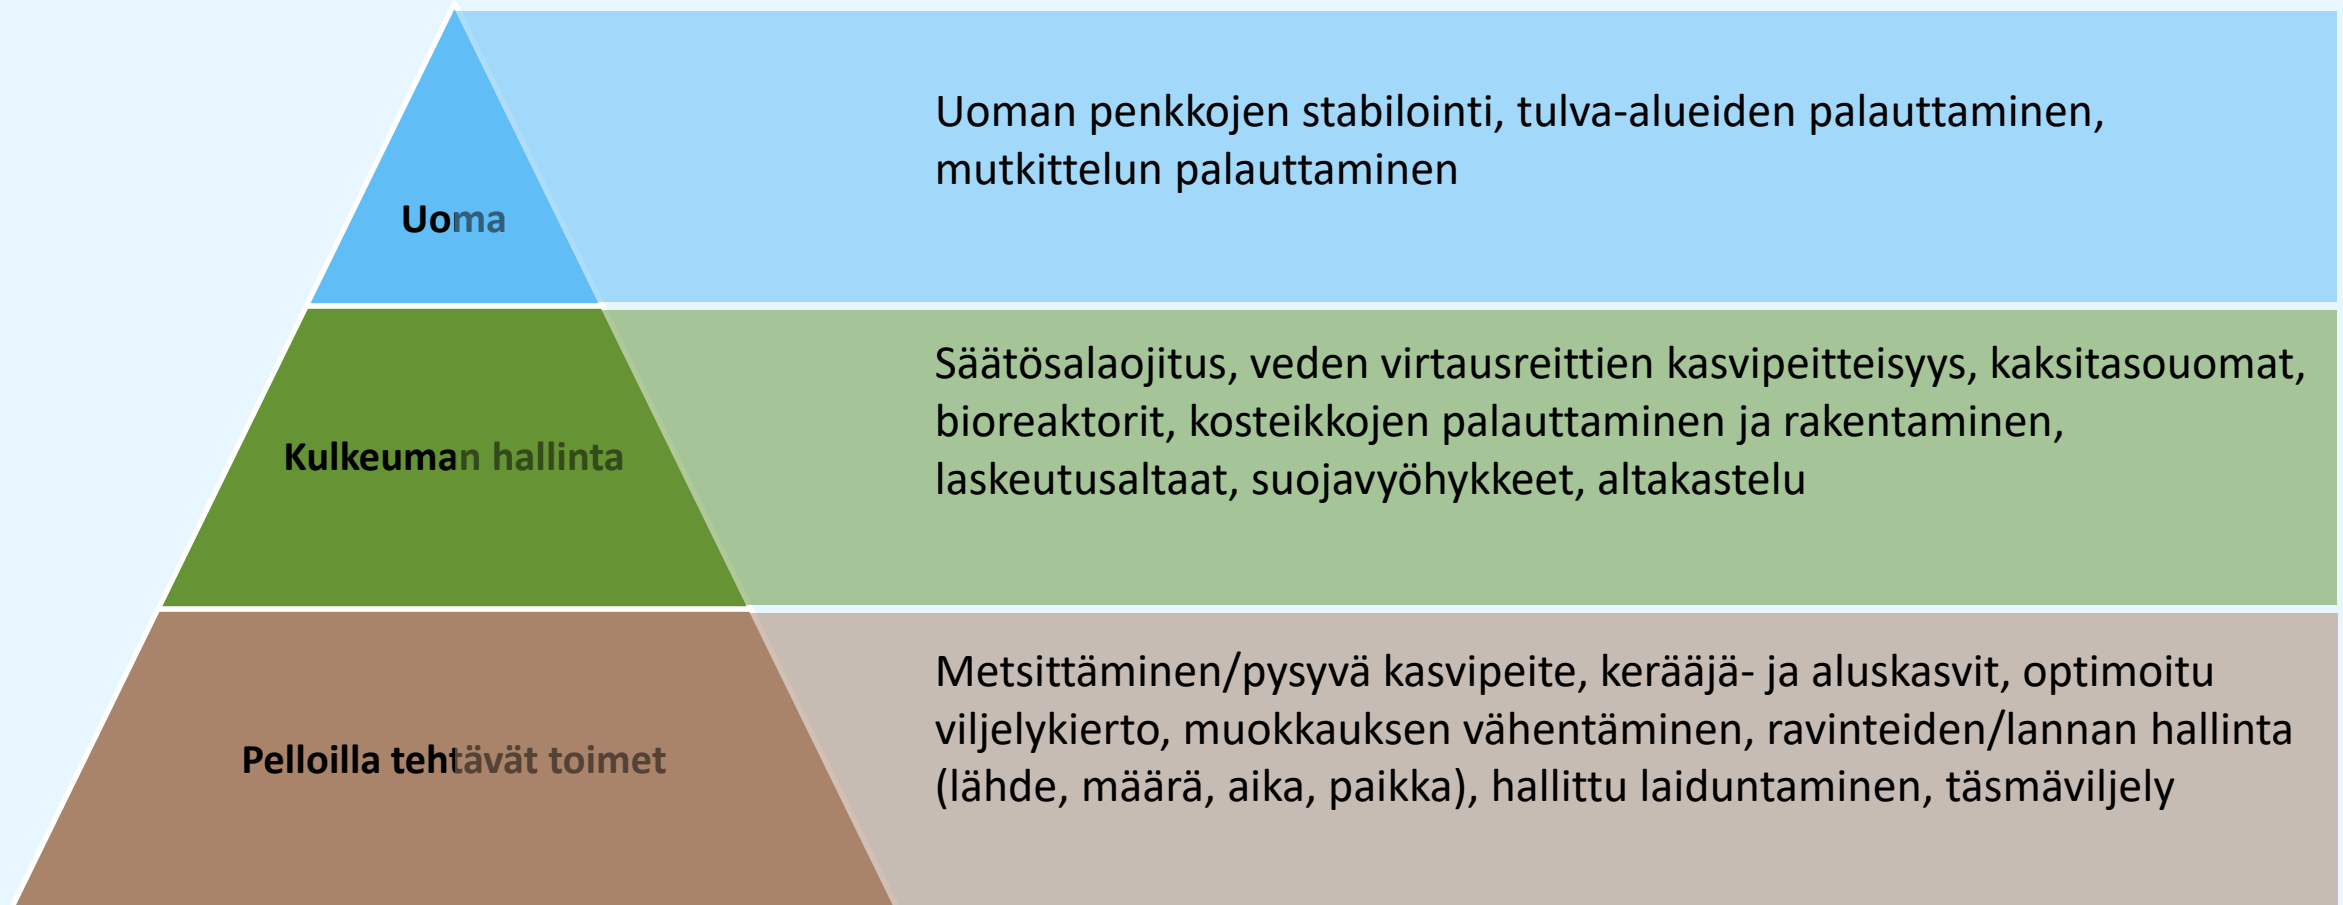 Uoma
Uoman penkkojen stabilointi, tulva-alueiden palauttaminen,
mutkittelun palauttaminen
Kulkeuman hallinta
Säätösalaojitus, veden virtausreittien kasvipeitteisyys, kaksitasouomat,
bioreaktorit, kosteikkojen palauttaminen ja rakentaminen,
laskeutusaltaat, suojavyöhykkeet, altakastelu
Pelloilla tehtävät toimet
Metsittäminen/pysyvä kasvipeite, kerääjä- ja aluskasvit, optimoitu
viljelykierto, muokkauksen vähentäminen, ravinteiden/lannan hallinta
(lähde, määrä, aika, paikka), hallittu laiduntaminen, täsmäviljely